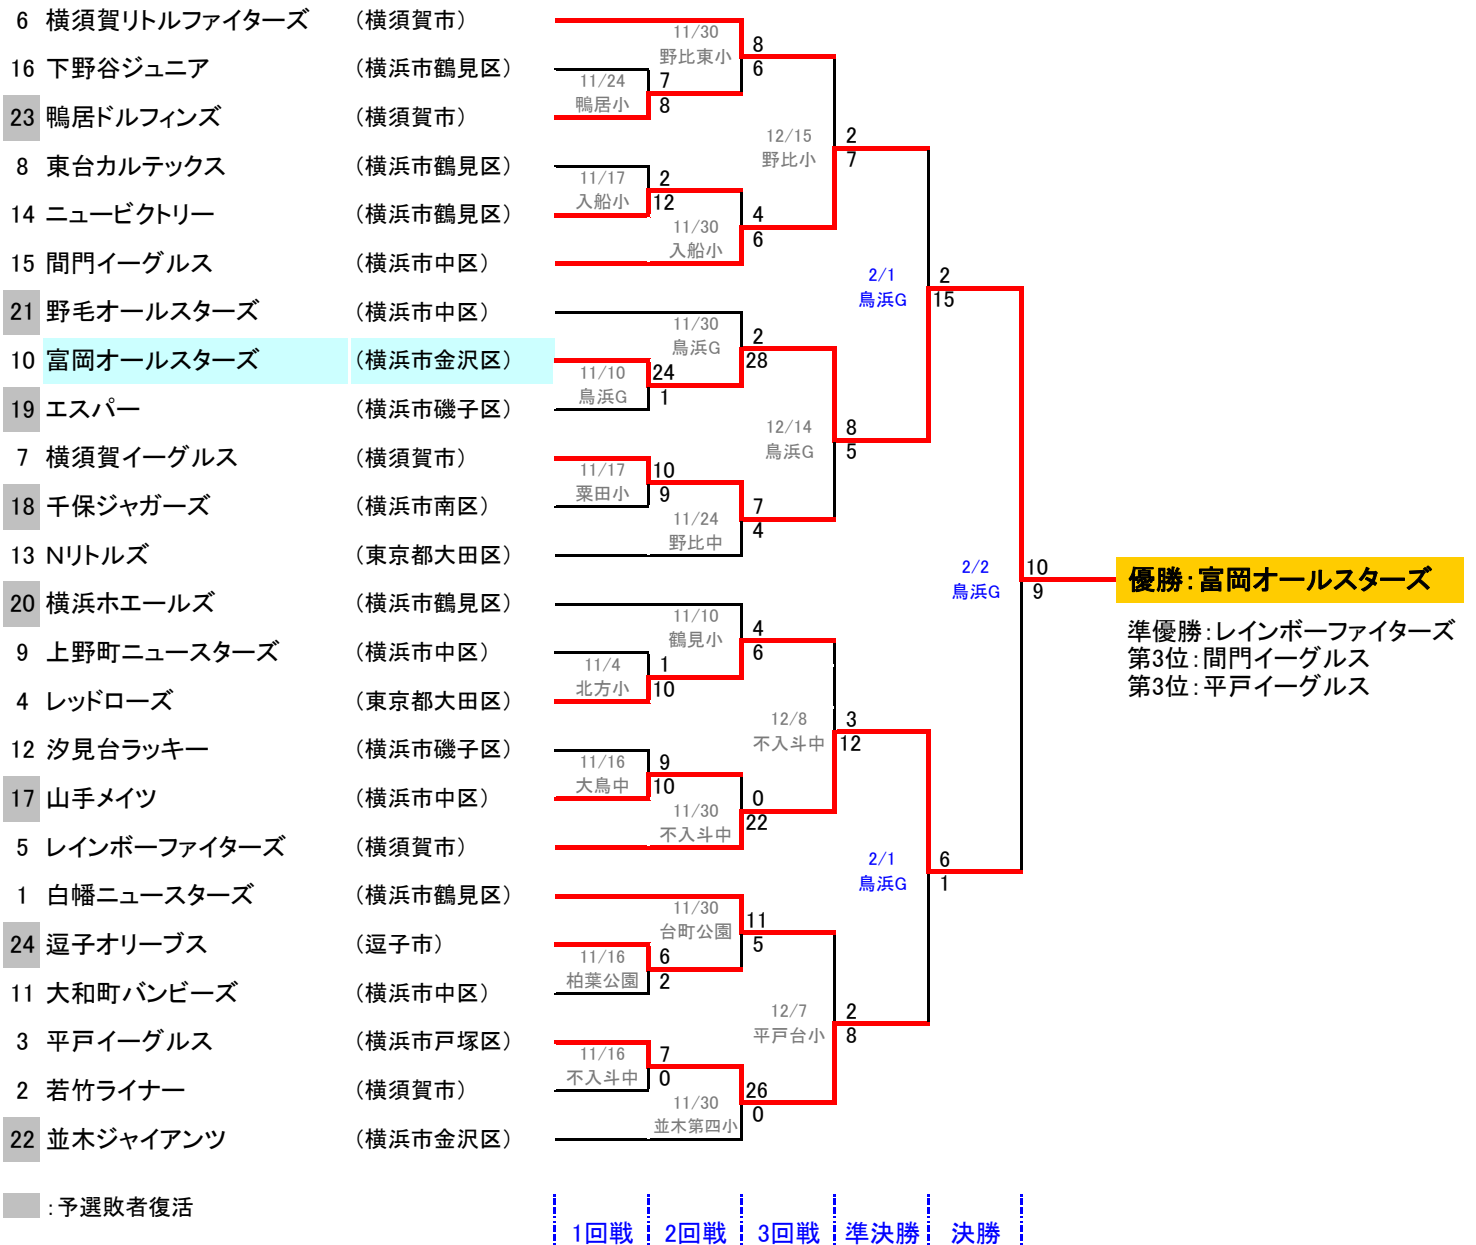 6 横須賀リトルファイターズ （横須賀市）
11/30
野比東小
8
6
16 下野谷ジュニア （横浜市鶴見区）
11/24
鴨居小
7
8
23 鴨居ドルフィンズ （横須賀市）
12/15
野比小
2
7
8 東台カルテックス （横浜市鶴見区）
11/17
入船小
2
12
14 ニュービクトリー （横浜市鶴見区）
11/30
入船小
4
6
15 間門イーグルス （横浜市中区）
2/1
鳥浜G
2
15
21 野毛オールスターズ （横浜市中区）
11/30
鳥浜G
2
28
10 富岡オールスターズ （横浜市金沢区）
11/10
鳥浜G
24
1
19 エスパー （横浜市磯子区）
12/14
鳥浜G
8
5
7 横須賀イーグルス （横須賀市）
11/17
粟田小
10
9
18 千保ジャガーズ （横浜市南区）
11/24
野比中
7
4
13 Nリトルズ （東京都大田区）
2/2
鳥浜G
10
9
優勝：富岡オールスターズ
準優勝：レインボーファイターズ
第3位：間門イーグルス
第3位：平戸イーグルス
20 横浜ホエールズ （横浜市鶴見区）
11/10
鶴見小
4
6
9 上野町ニュースターズ （横浜市中区）
11/4
北方小
1
10
4 レッドローズ （東京都大田区）
12/8
不入斗中
3
12
12 汐見台ラッキー （横浜市磯子区）
11/16
大鳥中
9
10
17 山手メイツ （横浜市中区）
11/30
不入斗中
0
22
5 レインボーファイターズ （横須賀市）
2/1
鳥浜G
6
1
1 白幡ニュースターズ （横浜市鶴見区）
11/30
台町公園
11
5
24 逗子オリーブス （逗子市）
11/16
柏葉公園
6
2
11 大和町バンビーズ （横浜市中区）
12/7
平戸台小
2
8
3 平戸イーグルス （横浜市戸塚区）
11/16
不入斗中
7
0
2 若竹ライナー （横須賀市）
11/30
並木第四小
26
0
22 並木ジャイアンツ （横浜市金沢区）
：予選敗者復活
1回戦 2回戦 3回戦 準決勝 決勝